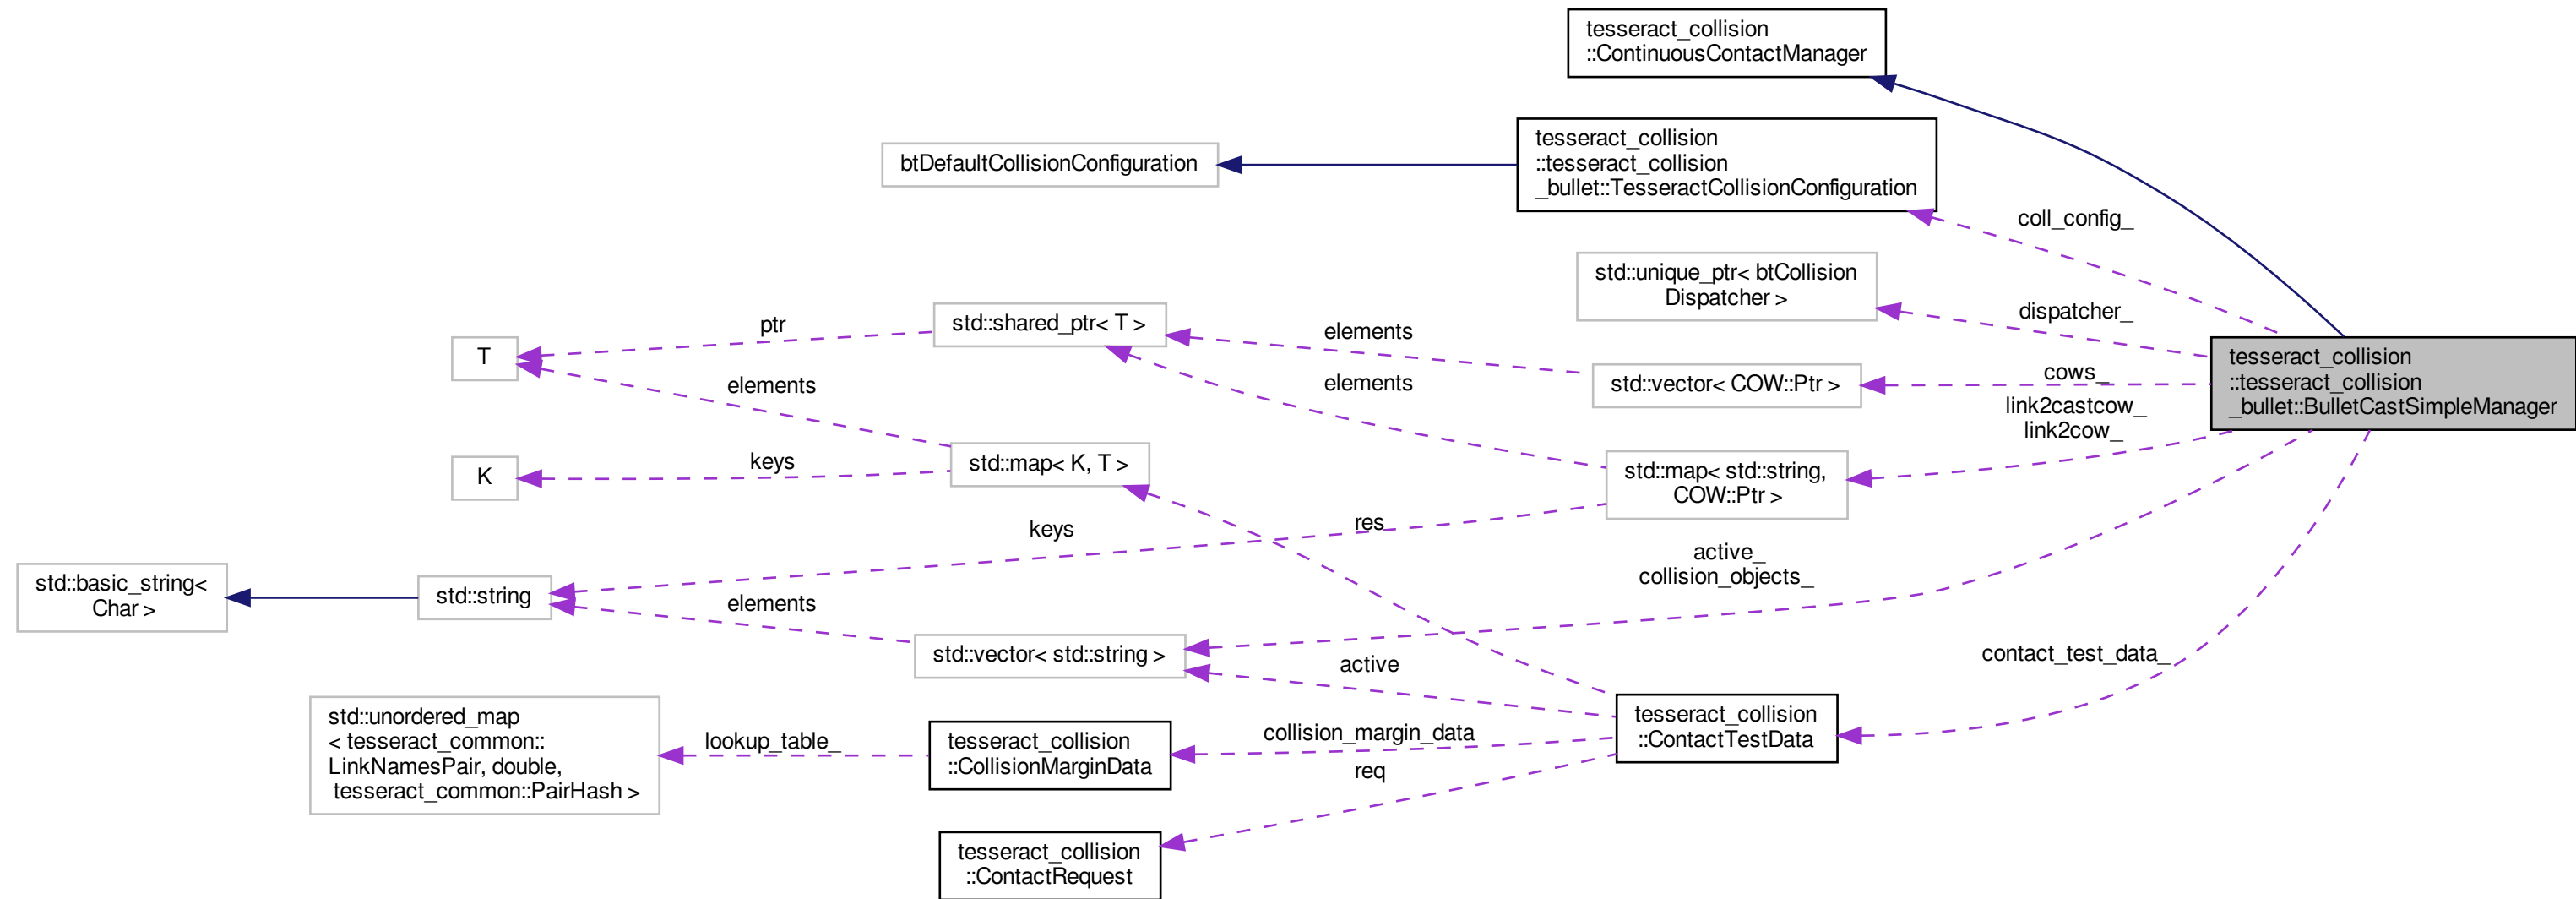 tesseract_collision
::ContinuousContactManager
tesseract_collision
::tesseract_collision
_bullet::TesseractCollisionConfiguration
btDefaultCollisionConfiguration
coll_config_
std::unique_ptr< btCollision
Dispatcher >
dispatcher_
std::shared_ptr< T >
ptr
T
elements
elements
elements
std::vector< COW::Ptr >
cows_
tesseract_collision
::tesseract_collision
_bullet::BulletCastSimpleManager
link2castcow_
link2cow_
std::map< K, T >
keys
K
std::map< std::string,
COW::Ptr >
res
keys
active_
collision_objects_
std::basic_string<
Char >
std::string
elements
std::vector< std::string >
active
contact_test_data_
std::unordered_map
< tesseract_common::
LinkNamesPair, double,
tesseract_common::PairHash >
lookup_table_
tesseract_collision
::CollisionMarginData
collision_margin_data
req
tesseract_collision
::ContactTestData
tesseract_collision
::ContactRequest